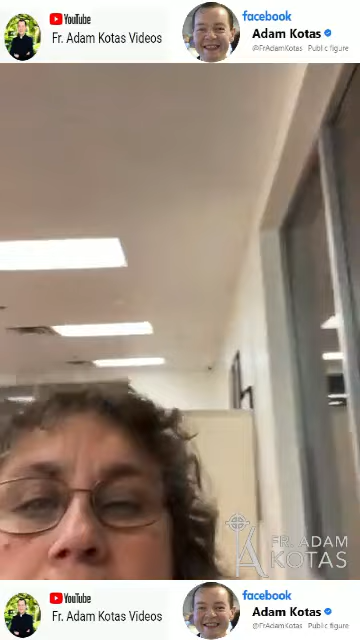 YouTube
Fr. Adam Kotas Videos
facebook
Adam Kotas
@FrAdamKotas · Public figure
FR. ADAM
KOTAS
YouTube
Fr. Adam Kotas Videos
facebook
Adam Kotas
@FrAdamKotas · Public figure